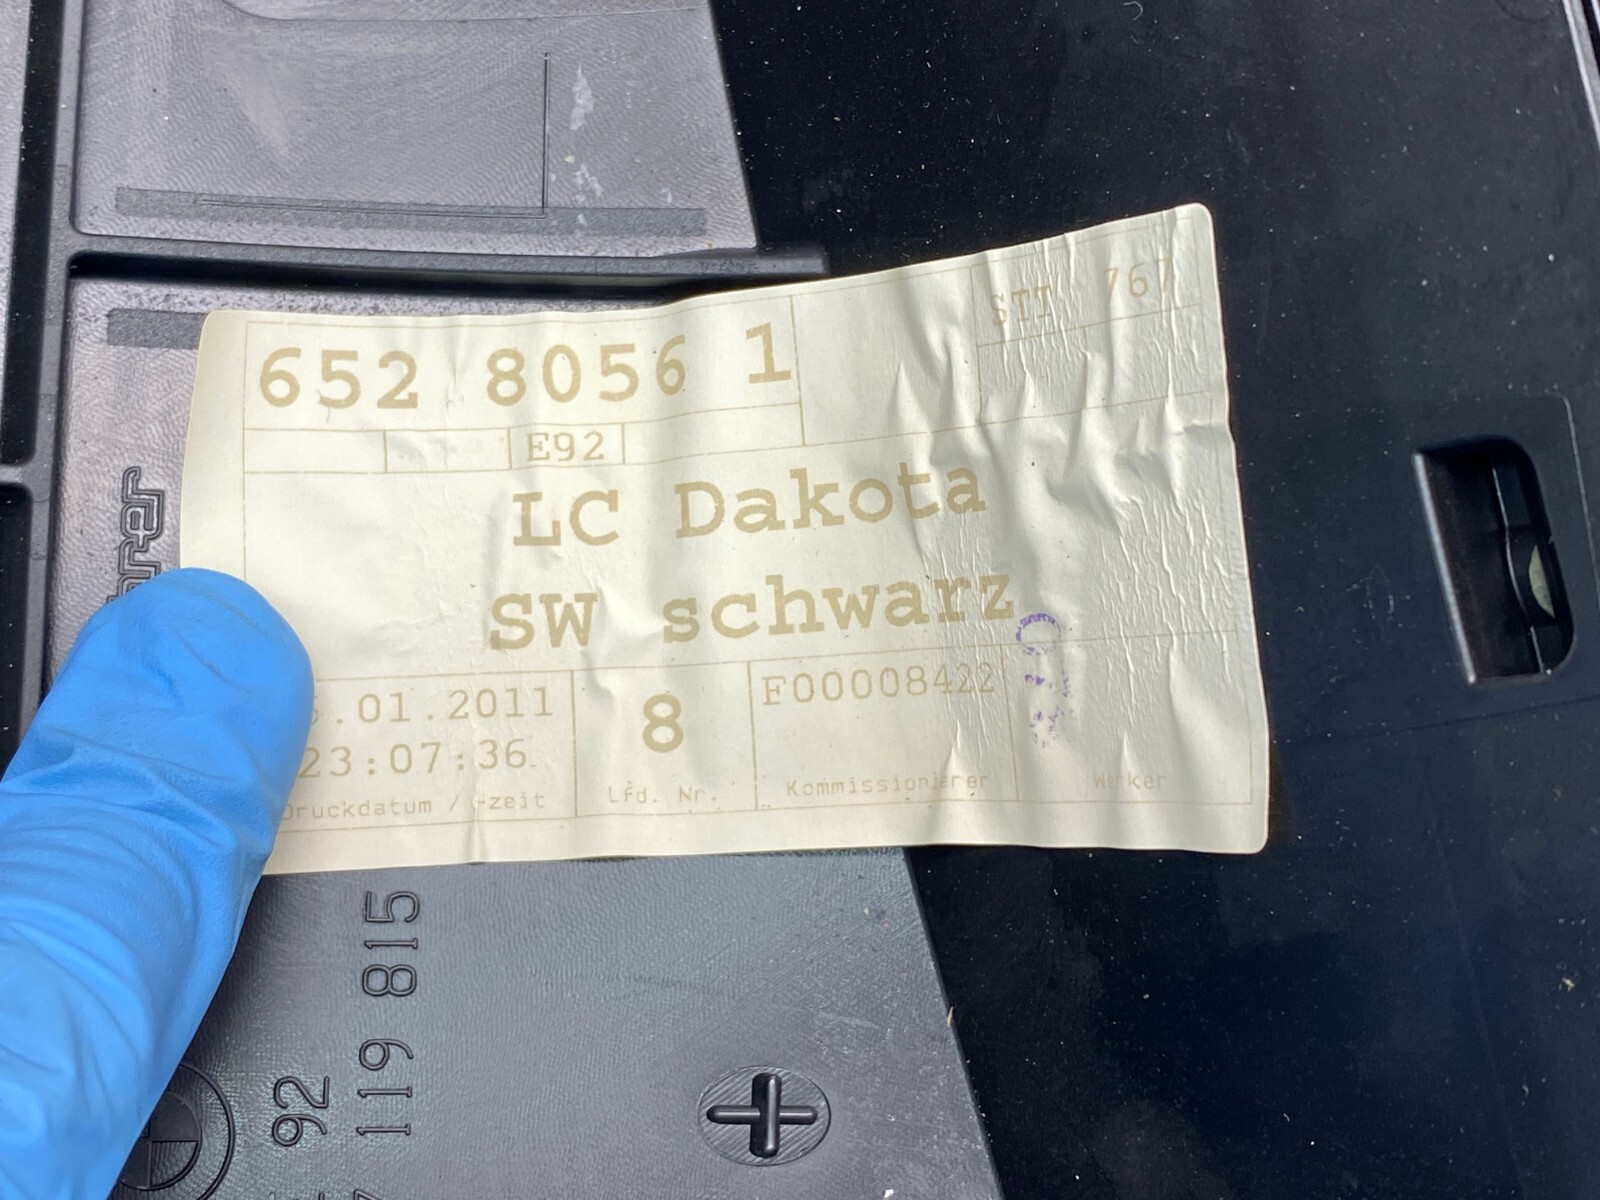 652 8056 1
STT 767
E92
LC Dakota
SW schwarz
.01.2011
23:07:36
Druckdatum / -zeit
8
Lfd. Nr.
F00008422
Kommissionierer
Werker
92
119 815